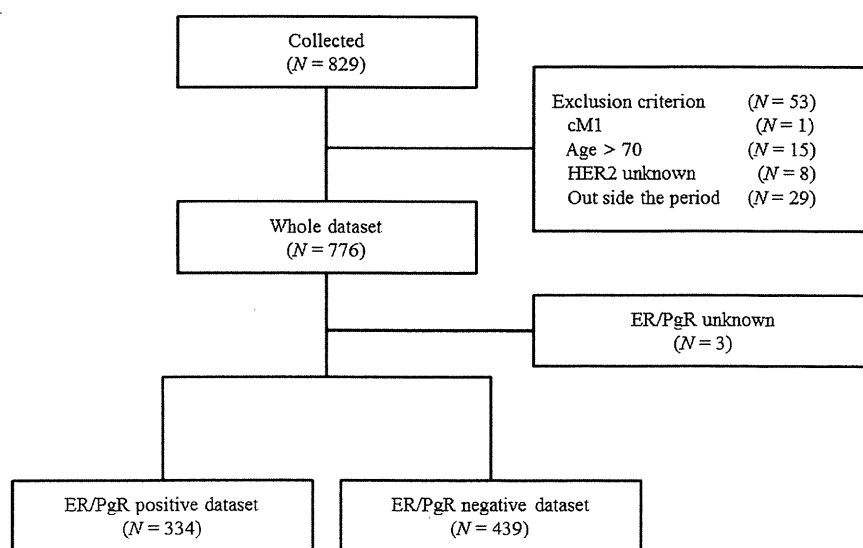 Collected
(N = 829)
Exclusion criterion (N = 53)
cM1 (N = 1)
Age > 70 (N = 15)
HER2 unknown (N = 8)
Out side the period (N = 29)
Whole dataset
(N = 776)
ER/PgR unknown
(N = 3)
ER/PgR positive dataset
(N = 334)
ER/PgR negative dataset
(N = 439)